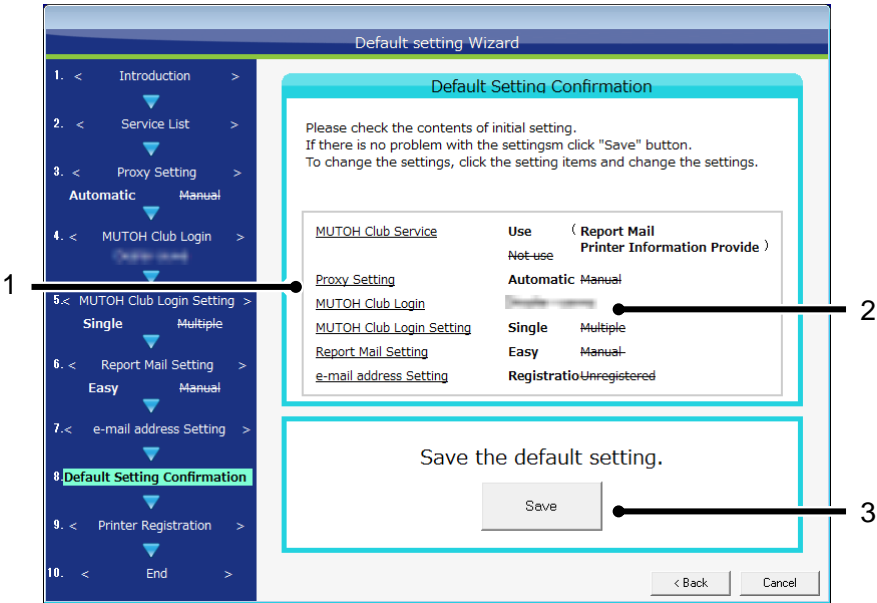 Default setting Wizard
1. < Introduction >
2. < Service List >
3. < Proxy Setting >
Automatic Manual
4. < MUTOH Club Login >
5.< MUTOH Club Login Setting >
Single Multiple
6. < Report Mail Setting >
Easy Manual
7.< e-mail address Setting >
8.Default Setting Confirmation
9. < Printer Registration >
10. < End >
Default Setting Confirmation
Please check the contents of initial setting.
If there is no problem with the settingsm click "Save" button.
To change the settings, click the setting items and change the settings.
MUTOH Club Service Use ( Report Mail
Printer Information Provide )
Not use
Proxy Setting Automatic Manual
MUTOH Club Login
MUTOH Club Login Setting Single Multiple
Report Mail Setting Easy Manual
e-mail address Setting Registratio Unregistered
Save the default setting.
Save
< Back Cancel
1
2
3